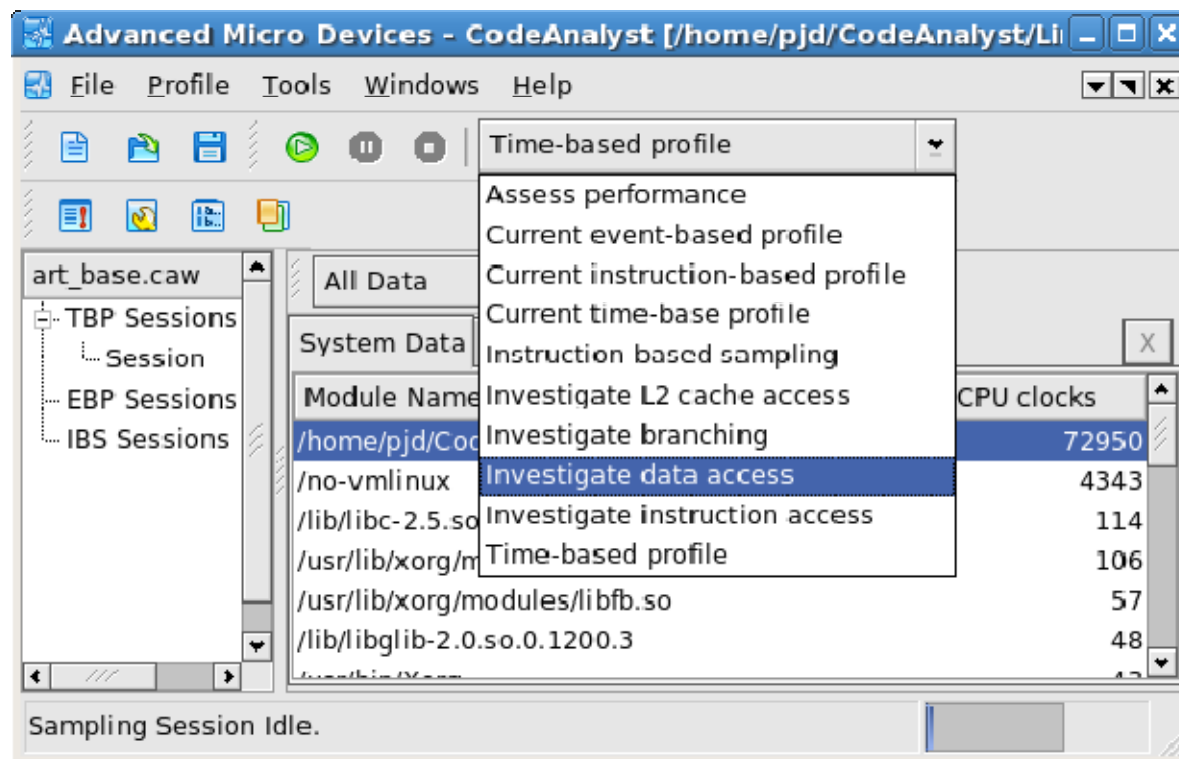 Advanced Micro Devices - CodeAnalyst [/home/pjd/CodeAnalyst/Li
File Profile Tools Windows Help
Time-based profile
Assess performance
Current event-based profile
Current instruction-based profile
Current time-base profile
Instruction based sampling
Investigate L2 cache access
Investigate branching
Investigate data access
Investigate instruction access
Time-based profile
art_base.caw
TBP Sessions
Session
EBP Sessions
IBS Sessions
All Data
System Data
X
Module Name CPU clocks
/home/pjd/Cod 72950
/no-vmlinux 4343
/lib/libc-2.5.so 114
/usr/lib/xorg/m 106
/usr/lib/xorg/modules/libfb.so 57
/lib/libglib-2.0.so.0.1200.3 48
Sampling Session Idle.